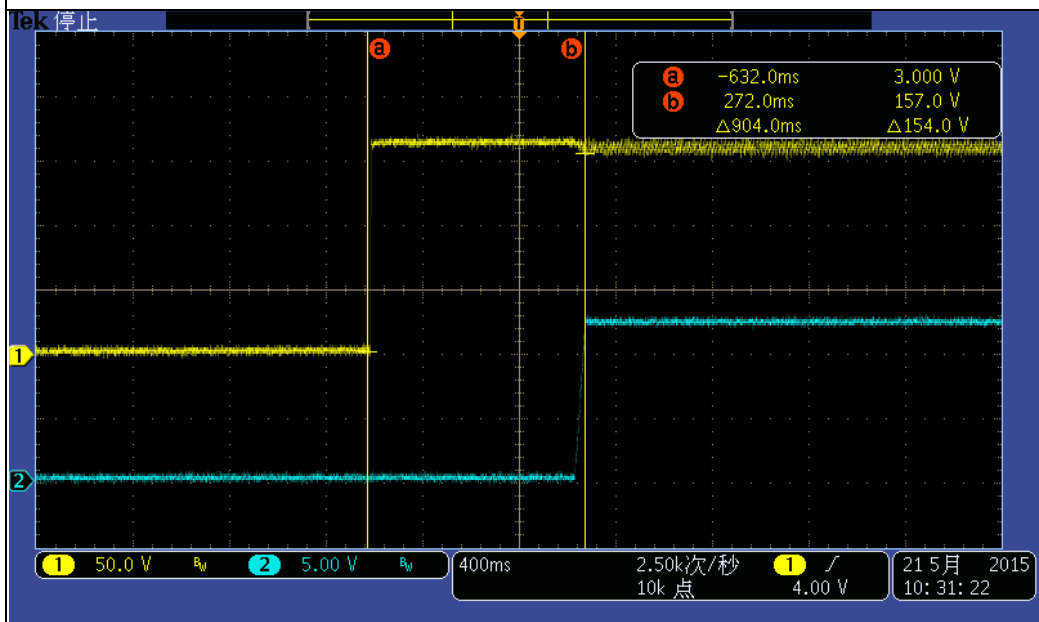 Tek 停止
T
a b
a -632.0ms 3.000 V
b 272.0ms 157.0 V
△904.0ms △154.0 V
1
2
1 50.0 V BW 2 5.00 V BW 400ms 2.50k次/秒 1 ∫ 21 5月 2015
10k 点 4.00 V 10:31:22